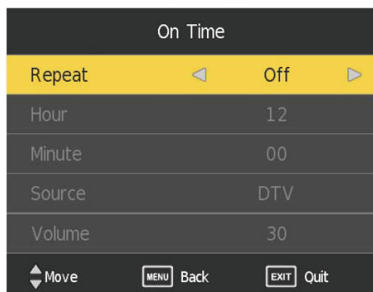 On Time
Repeat Off
Hour 12
Minute 00
Source DTV
Volume 30
Move MENU Back EXIT Quit